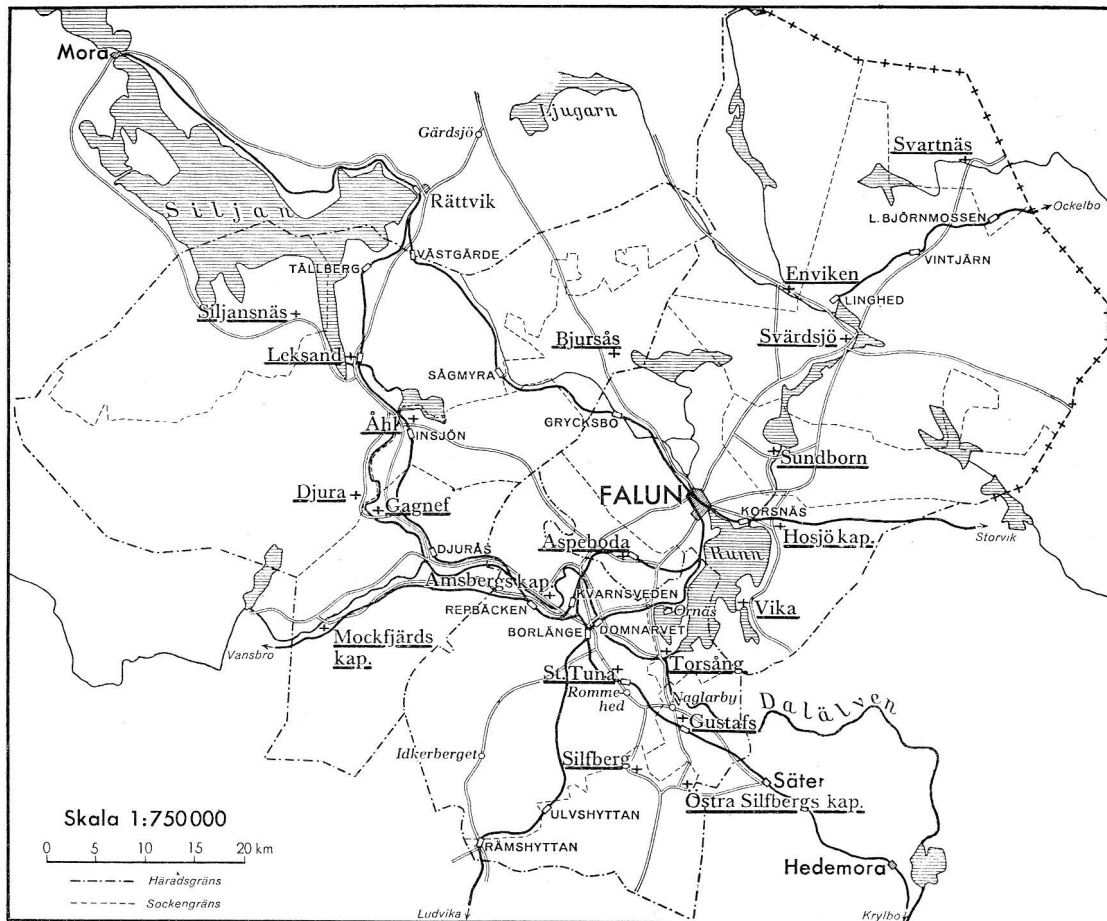 Mora
Ljugarn
Gärdsjö
Svartnäs
Rättvik
Siljan
L. BJÖRNMOSSEN
Ockelbo
VÄSTGÄRDE
TÄLLBERG
VINTJÄRN
Enviken
LINGHED
Siljansnäs
Svärdsjö
Bjursås
Leksand
SÅGMYRA
GRYCKSBO
Åhl
INSJÖN
Sundborn
Djura
Gagnef
FALUN
KORSNÄS
Hosjö kap.
Storvik
DJURÅS
Aspeboda
Runn
Amsbergs kap.
KVARNSVEDEN
REPBÄCKEN
Ornäs
Vika
BORLÄNGE
DOMNARVET
Mockfjärds
kap.
Vansbro
Torsång
St. Tuna
Romme-
hed
Naglarby
Dalälven
Gustafs
Idkerberget
Silfberg
Säter
Östra Silfbergs kap.
ULVSHYTTAN
RÄMSHYTTAN
Hedemora
Skala 1:750000
0 5 10 15 20 km
Häradsgräns
Sockengräns
Ludvika
Krylbo